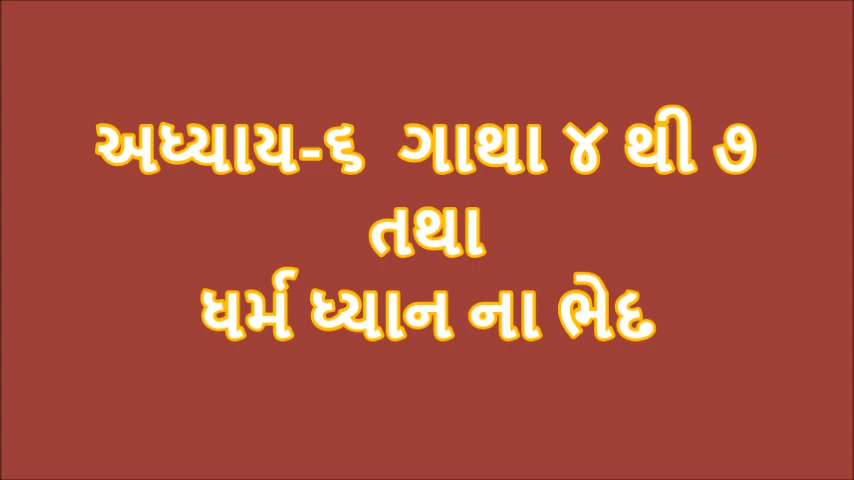 અધ્યાય-૬ ગાથા ૪ થી ૭
તથા
ધર્મ ધ્યાન ના ભેદ